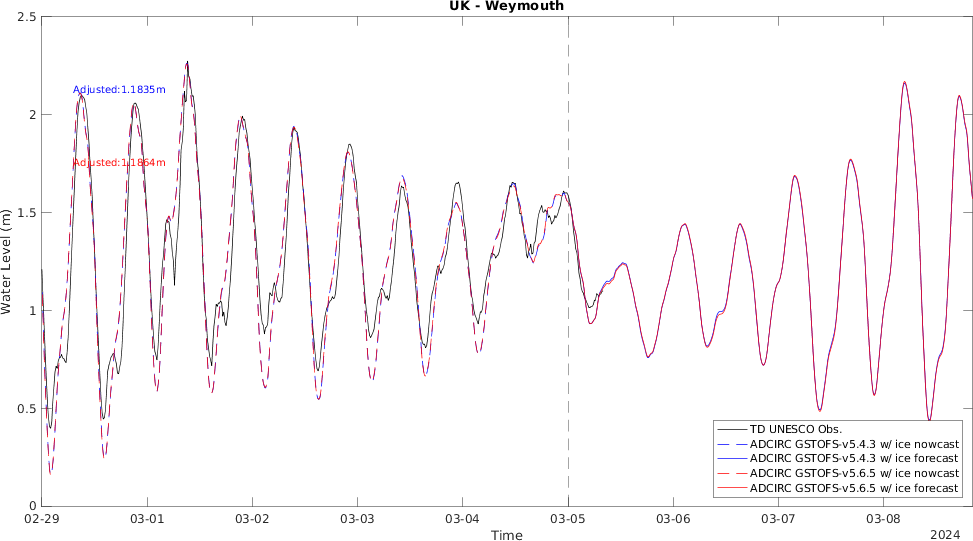 UK - Weymouth
2.5
2
1.5
1
0.5
0
Water Level (m)
Adjusted:1.1835m
Adjusted:1.1864m
TD UNESCO Obs.
ADCIRC GSTOFS-v5.4.3 w/ ice nowcast
ADCIRC GSTOFS-v5.4.3 w/ ice forecast
ADCIRC GSTOFS-v5.6.5 w/ ice nowcast
ADCIRC GSTOFS-v5.6.5 w/ ice forecast
02-29 03-01 03-02 03-03 03-04 03-05 03-06 03-07 03-08
Time
2024